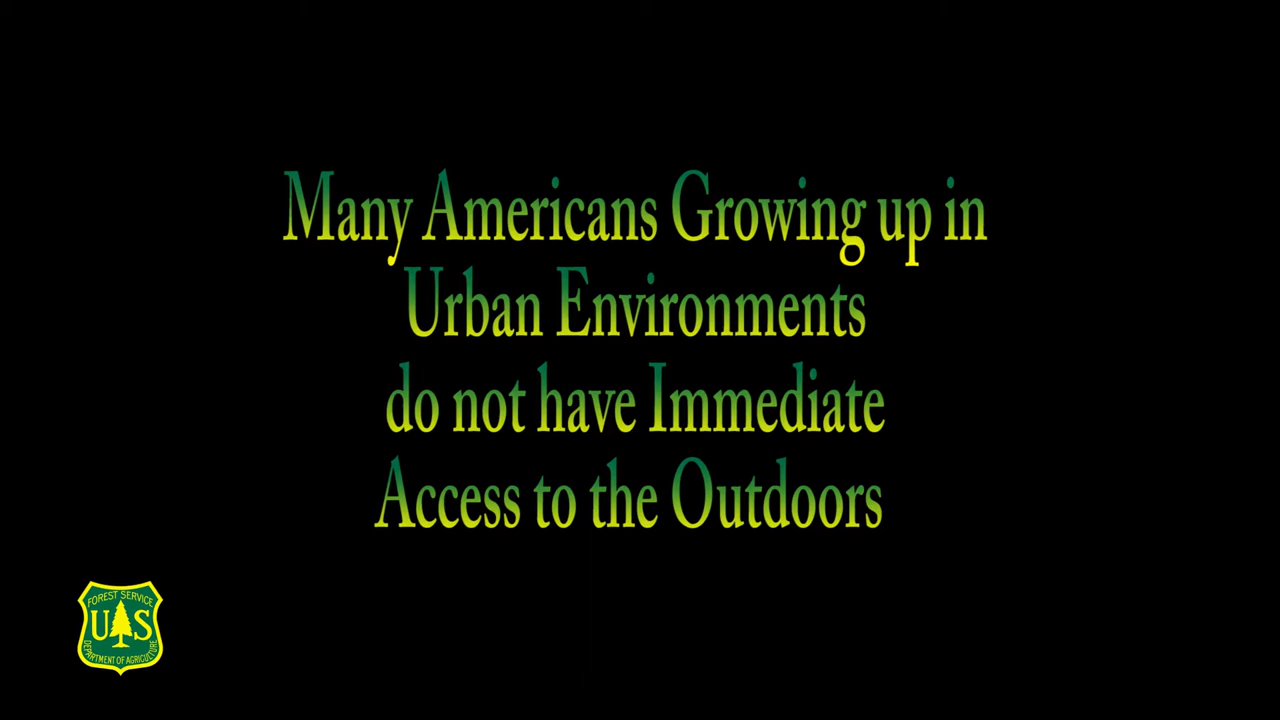 Many Americans Growing up in
Urban Environments
do not have Immediate
Access to the Outdoors
FOREST SERVICE
U S
DEPARTMENT OF AGRICULTURE